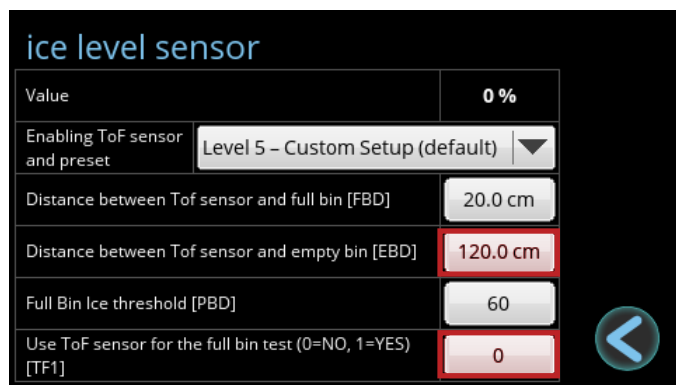 ice level sensor
Value
0 %
Enabling ToF sensor
and preset
Level 5 – Custom Setup (default)
Distance between Tof sensor and full bin [FBD]
20.0 cm
Distance between Tof sensor and empty bin [EBD]
120.0 cm
Full Bin Ice threshold [PBD]
60
Use ToF sensor for the full bin test (0=NO, 1=YES)
[TF1]
0